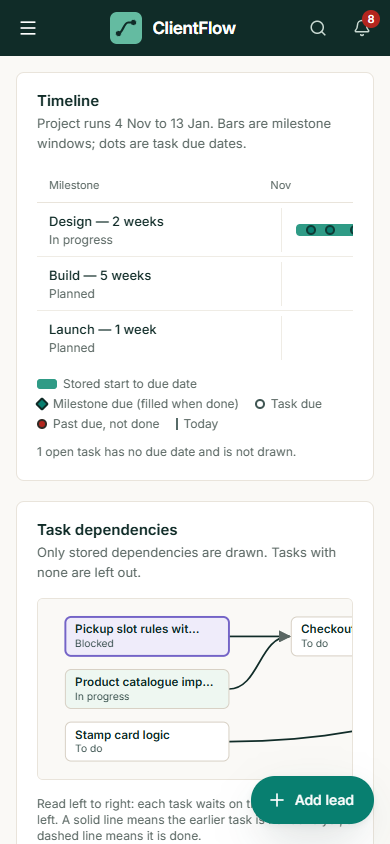 ClientFlow
8
Timeline
Project runs 4 Nov to 13 Jan. Bars are milestone
windows; dots are task due dates.
Milestone Nov
Design — 2 weeks
In progress
Build — 5 weeks
Planned
Launch — 1 week
Planned
Stored start to due date
Milestone due (filled when done) Task due
Past due, not done Today
1 open task has no due date and is not drawn.
Task dependencies
Only stored dependencies are drawn. Tasks with
none are left out.
Pickup slot rules wit...
Blocked
Checkout
To do
Product catalogue imp...
In progress
Stamp card logic
To do
Read left to right: each task waits on
left. A solid line means the earlier task
dashed line means it is done.
Add lead